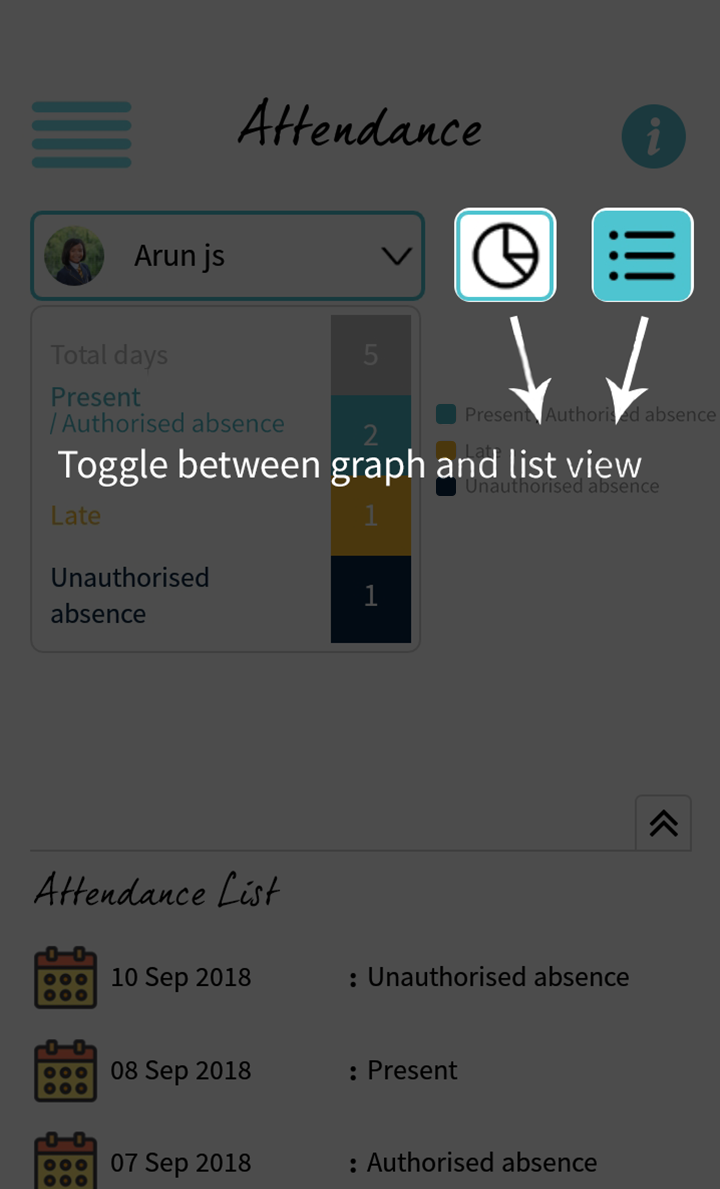 Attendance
i
Arun js
Total days 5
Present
/ Authorised absence 2
Present / Authorised absence
Late
Toggle between graph and list view
Unauthorised absence
Late 1
Unauthorised
absence 1
Attendance List
10 Sep 2018 : Unauthorised absence
08 Sep 2018 : Present
07 Sep 2018 : Authorised absence